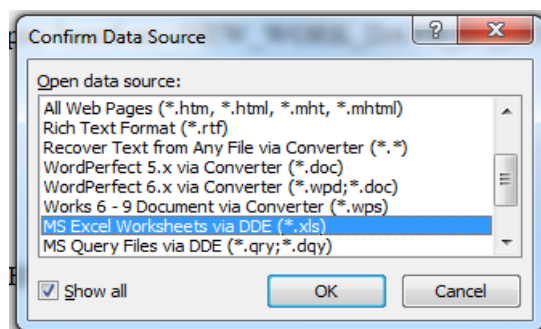 Confirm Data Source
Open data source:
All Web Pages (*.htm, *.html, *.mht, *.mhtml)
Rich Text Format (*.rtf)
Recover Text from Any File via Converter (*.*)
WordPerfect 5.x via Converter (*.doc)
WordPerfect 6.x via Converter (*.wpd;*.doc)
Works 6 - 9 Document via Converter (*.wps)
MS Excel Worksheets via DDE (*.xls)
MS Query Files via DDE (*.qry;*.dqy)
Show all
OK
Cancel